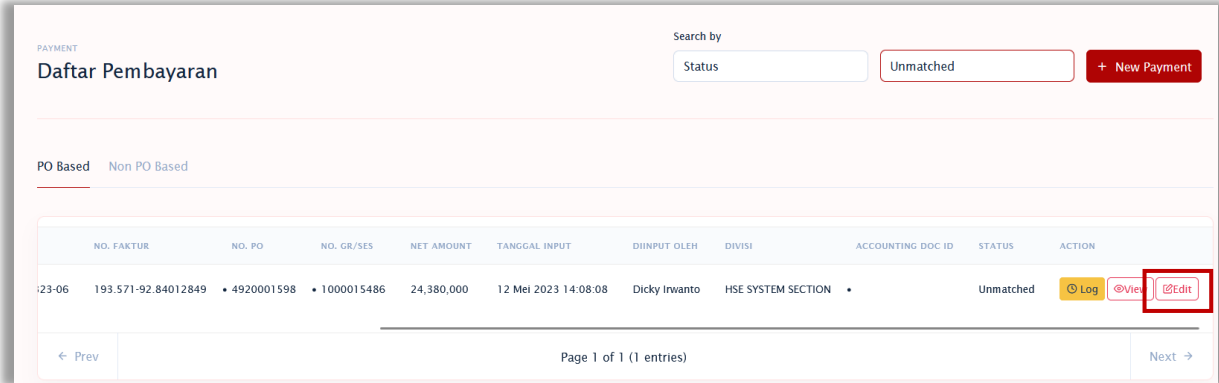 Search by
PAYMENT
Daftar Pembayaran
Status
Unmatched
+ New Payment
PO Based
Non PO Based
NO. FAKTUR NO. PO NO. GR/SES NET AMOUNT TANGGAL INPUT DIINPUT OLEH DIVISI ACCOUNTING DOC ID STATUS ACTION
323-06 193.571-92.84012849 • 4920001598 • 1000015486 24,380,000 12 Mei 2023 14:08:08 Dicky Irwanto HSE SYSTEM SECTION • Unmatched Log View Edit
← Prev Page 1 of 1 (1 entries) Next →